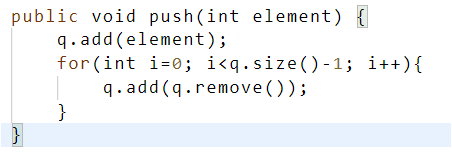 public void push(int element) {
    q.add(element);
    for(int i=0; i<q.size()-1; i++){
        q.add(q.remove());
    }
}